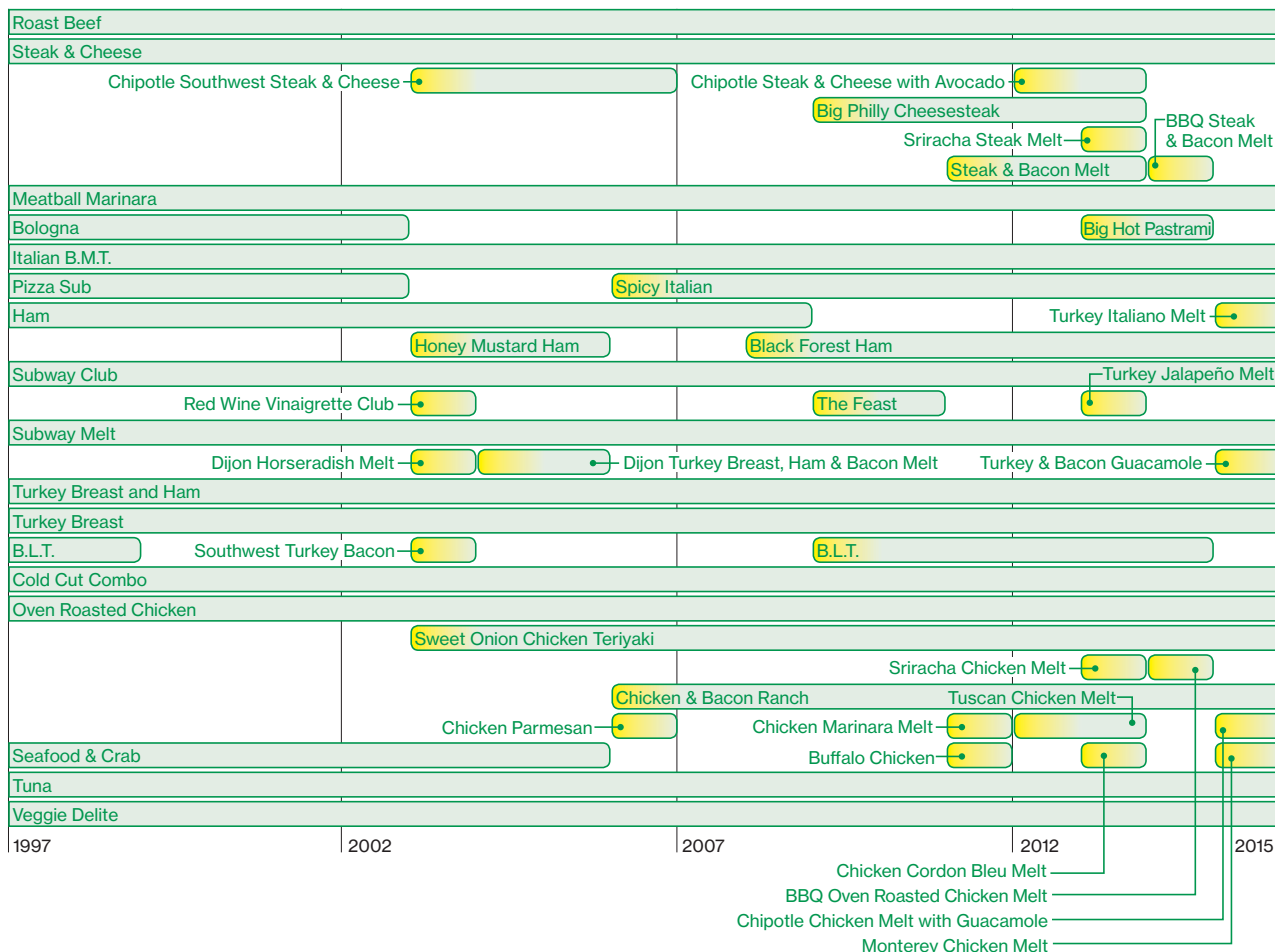 Roast Beef
Steak & Cheese
Chipotle Southwest Steak & Cheese
Chipotle Steak & Cheese with Avocado
Big Philly Cheesesteak
BBQ Steak
& Bacon Melt
Sriracha Steak Melt
Steak & Bacon Melt
Meatball Marinara
Bologna
Big Hot Pastrami
Italian B.M.T.
Pizza Sub
Spicy Italian
Ham
Turkey Italiano Melt
Honey Mustard Ham
Black Forest Ham
Subway Club
Turkey Jalapeño Melt
Red Wine Vinaigrette Club
The Feast
Subway Melt
Dijon Horseradish Melt
Dijon Turkey Breast, Ham & Bacon Melt
Turkey & Bacon Guacamole
Turkey Breast and Ham
Turkey Breast
B.L.T.
Southwest Turkey Bacon
B.L.T.
Cold Cut Combo
Oven Roasted Chicken
Sweet Onion Chicken Teriyaki
Sriracha Chicken Melt
Chicken & Bacon Ranch
Tuscan Chicken Melt
Chicken Parmesan
Chicken Marinara Melt
Seafood & Crab
Buffalo Chicken
Tuna
Veggie Delite
1997
2002
2007
2012
2015
Chicken Cordon Bleu Melt
BBQ Oven Roasted Chicken Melt
Chipotle Chicken Melt with Guacamole
Monterey Chicken Melt